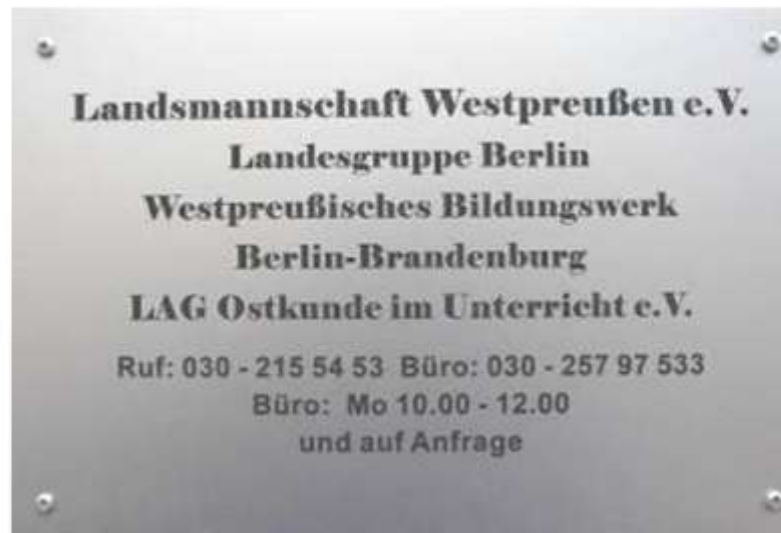 Landsmannschaft Westpreußen e.V.
Landesgruppe Berlin
Westpreußisches Bildungswerk
Berlin-Brandenburg
LAG Ostkunde im Unterricht e.V.
Ruf: 030 - 215 54 53 Büro: 030 - 257 97 533
Büro: Mo 10.00 - 12.00
und auf Anfrage